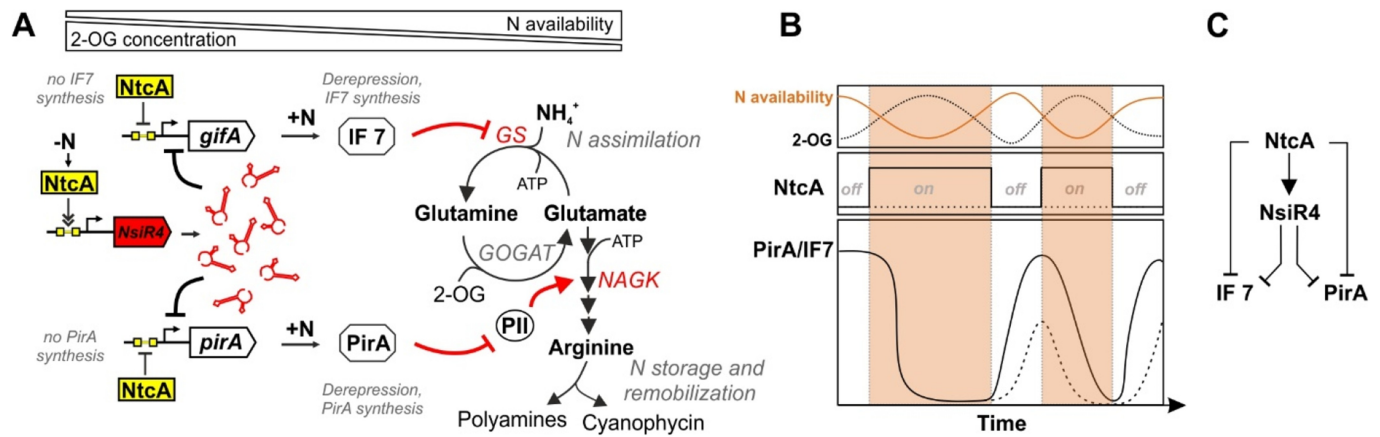 A
N availability
2-OG concentration
no IF7
synthesis
NtcA
Derepression,
IF7 synthesis
-N
gifA
+N
IF 7
GS
NH4+
N assimilation
NtcA
ATP
NsiR4
Glutamine
Glutamate
GOGAT
ATP
2-OG
NAGK
PII
no PirA
synthesis
pirA
+N
PirA
Arginine
NtcA
Derepression,
PirA synthesis
N storage and
remobilization
Polyamines
Cyanophycin
B
N availability
2-OG
NtcA
off
on
off
on
off
PirA/IF7
Time
C
NtcA
NsiR4
IF 7
PirA